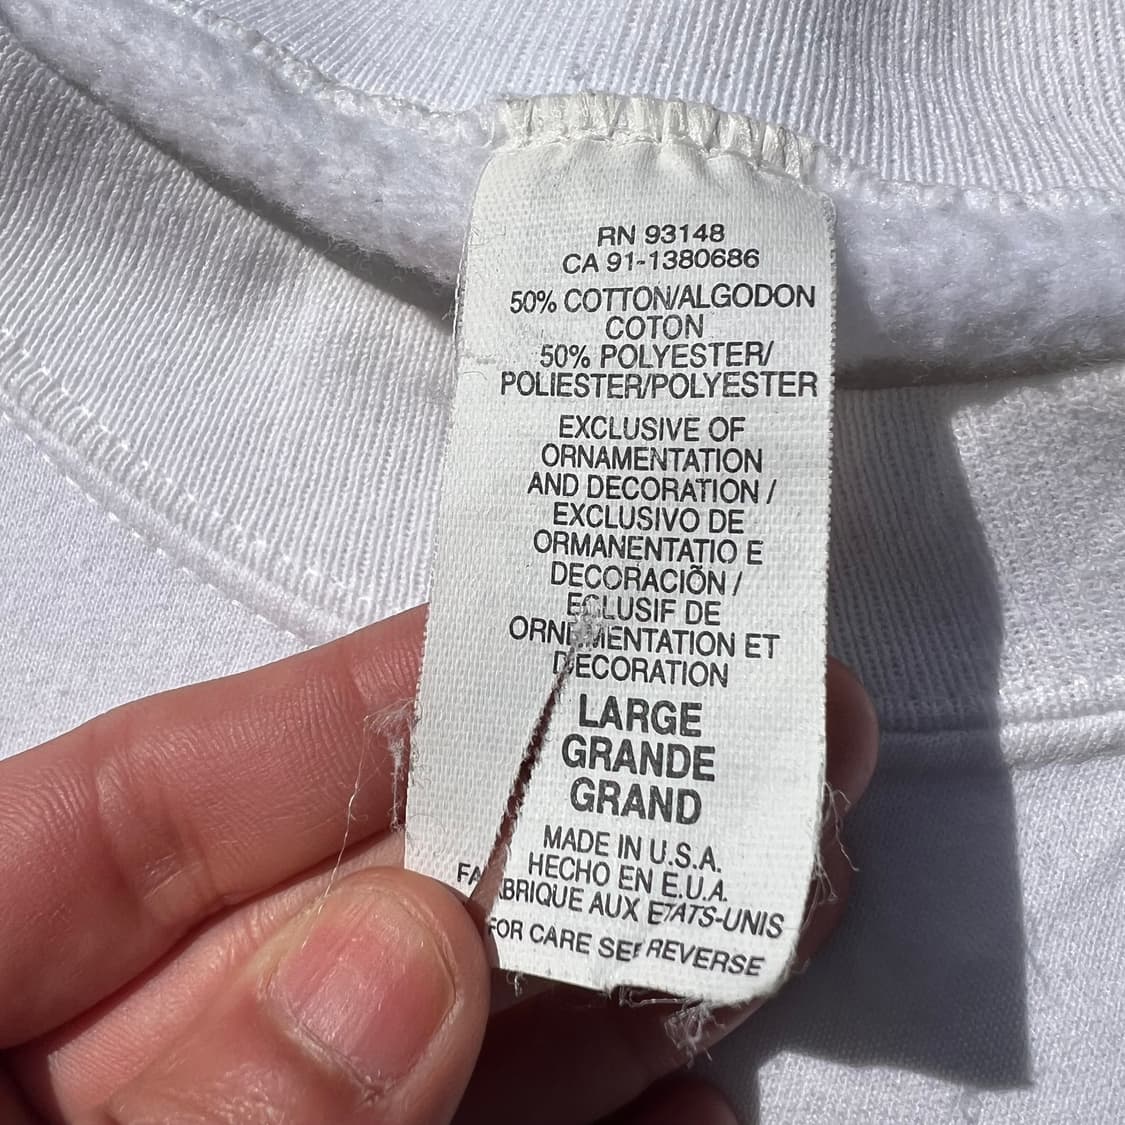 RN 93148
CA 91-1380686
50% COTTON/ALGODON
COTON
50% POLYESTER/
POLIESTER/POLYESTER
EXCLUSIVE OF
ORNAMENTATION
AND DECORATION /
EXCLUSIVO DE
ORMANENTATIO E
DECORACIÕN /
ECLUSIF DE
ORNEMENTATION ET
DECORATION
LARGE
GRANDE
GRAND
MADE IN U.S.A.
HECHO EN E.U.A.
FABRIQUE AUX ETATS-UNIS
FOR CARE SEE REVERSE